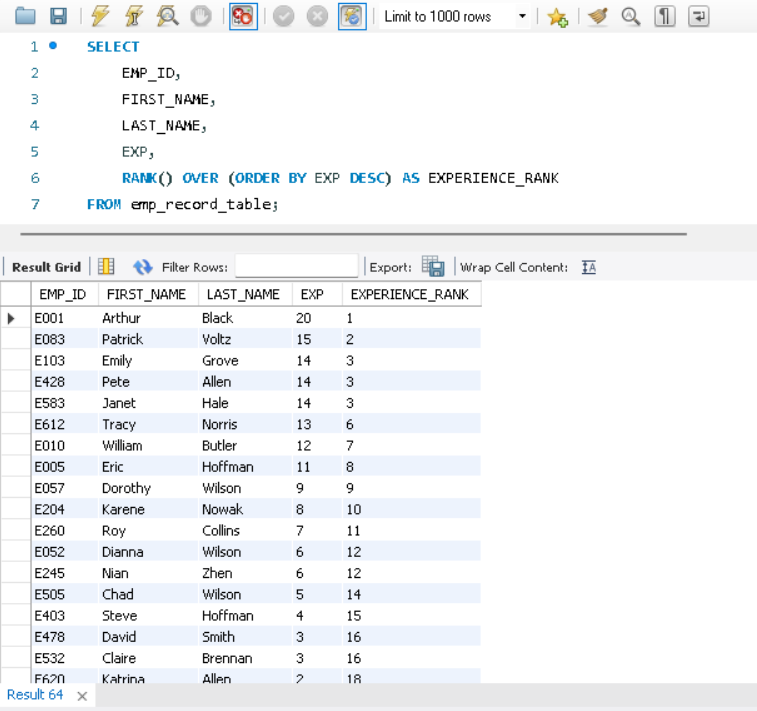 Limit to 1000 rows
1 SELECT
2 EMP_ID,
3 FIRST_NAME,
4 LAST_NAME,
5 EXP,
6 RANK() OVER (ORDER BY EXP DESC) AS EXPERIENCE_RANK
7 FROM emp_record_table;
Result Grid Filter Rows: Export: Wrap Cell Content: IA
EMP_ID FIRST_NAME LAST_NAME EXP EXPERIENCE_RANK
E001 Arthur Black 20 1
E083 Patrick Voltz 15 2
E103 Emily Grove 14 3
E428 Pete Allen 14 3
E583 Janet Hale 14 3
E612 Tracy Norris 13 6
E010 William Butler 12 7
E005 Eric Hoffman 11 8
E057 Dorothy Wilson 9 9
E204 Karene Nowak 8 10
E260 Roy Collins 7 11
E052 Dianna Wilson 6 12
E245 Nian Zhen 6 12
E505 Chad Wilson 5 14
E403 Steve Hoffman 4 15
E478 David Smith 3 16
E532 Claire Brennan 3 16
E620 Katrina Allen 2 18
Result 64